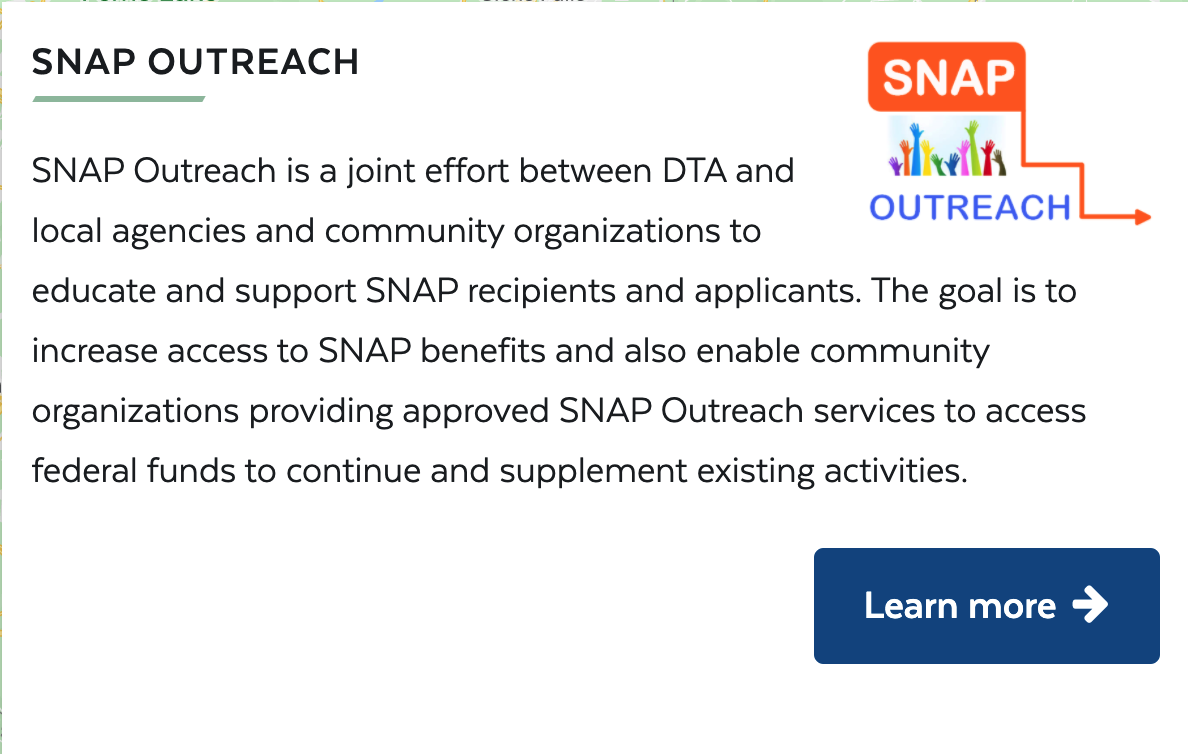 SNAP OUTREACH
SNAP
OUTREACH
SNAP Outreach is a joint effort between DTA and
local agencies and community organizations to
educate and support SNAP recipients and applicants. The goal is to
increase access to SNAP benefits and also enable community
organizations providing approved SNAP Outreach services to access
federal funds to continue and supplement existing activities.
Learn more